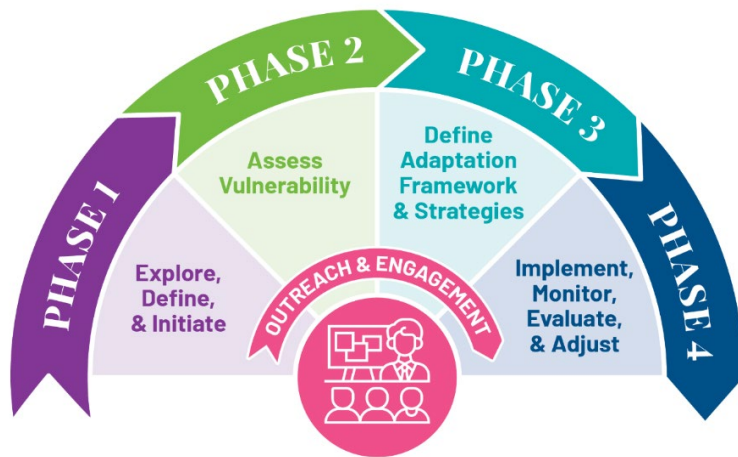 PHASE 1
Explore,
Define,
& Initiate
PHASE 2
Assess
Vulnerability
PHASE 3
Define
Adaptation
Framework
& Strategies
PHASE 4
Implement,
Monitor,
Evaluate,
& Adjust
OUTREACH & ENGAGEMENT